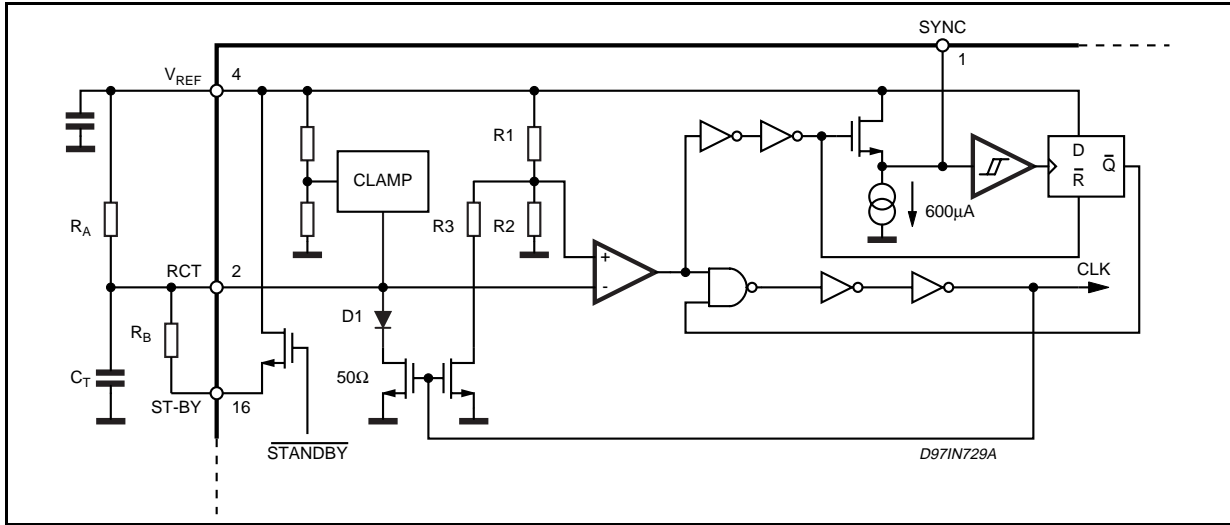 SYNC
1
VREF 4
R1
D
Q
R
CLAMP
RA
R3
R2
600µA
RCT 2
+
-
CLK
D1
RB
50Ω
CT
ST-BY 16
STANDBY
D97IN729A